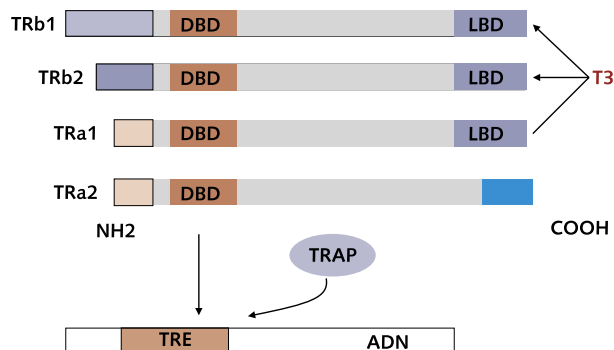 TRb1 DBD LBD
TRb2 DBD LBD T3
TRa1 DBD LBD
TRa2 DBD
NH2 COOH
TRAP
TRE ADN